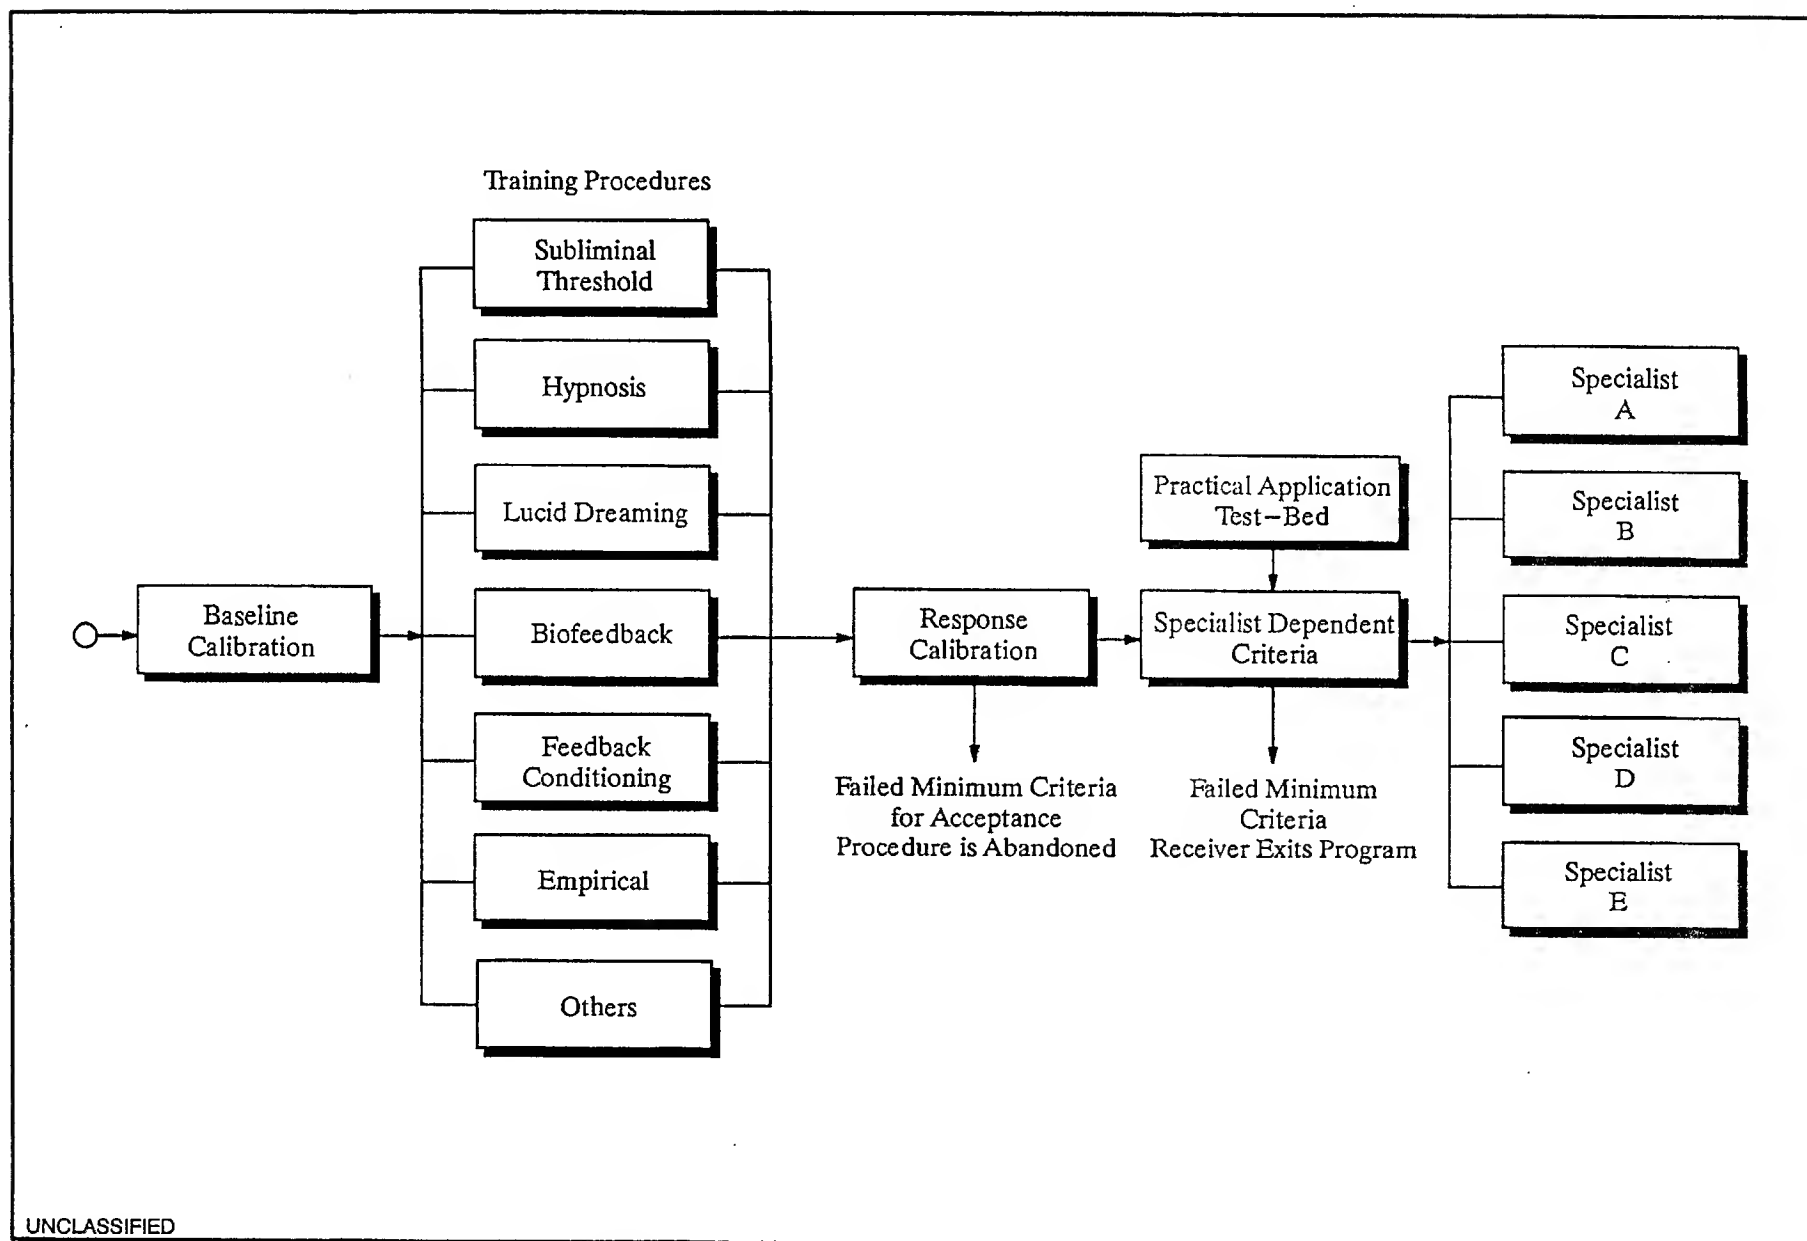 Training Procedures
Subliminal
Threshold
Hypnosis
Lucid Dreaming
Biofeedback
Feedback
Conditioning
Empirical
Others
Baseline
Calibration
Response
Calibration
Failed Minimum Criteria
for Acceptance
Procedure is Abandoned
Practical Application
Test–Bed
Specialist Dependent
Criteria
Failed Minimum
Criteria
Receiver Exits Program
Specialist
A
Specialist
B
Specialist
C
Specialist
D
Specialist
E
UNCLASSIFIED